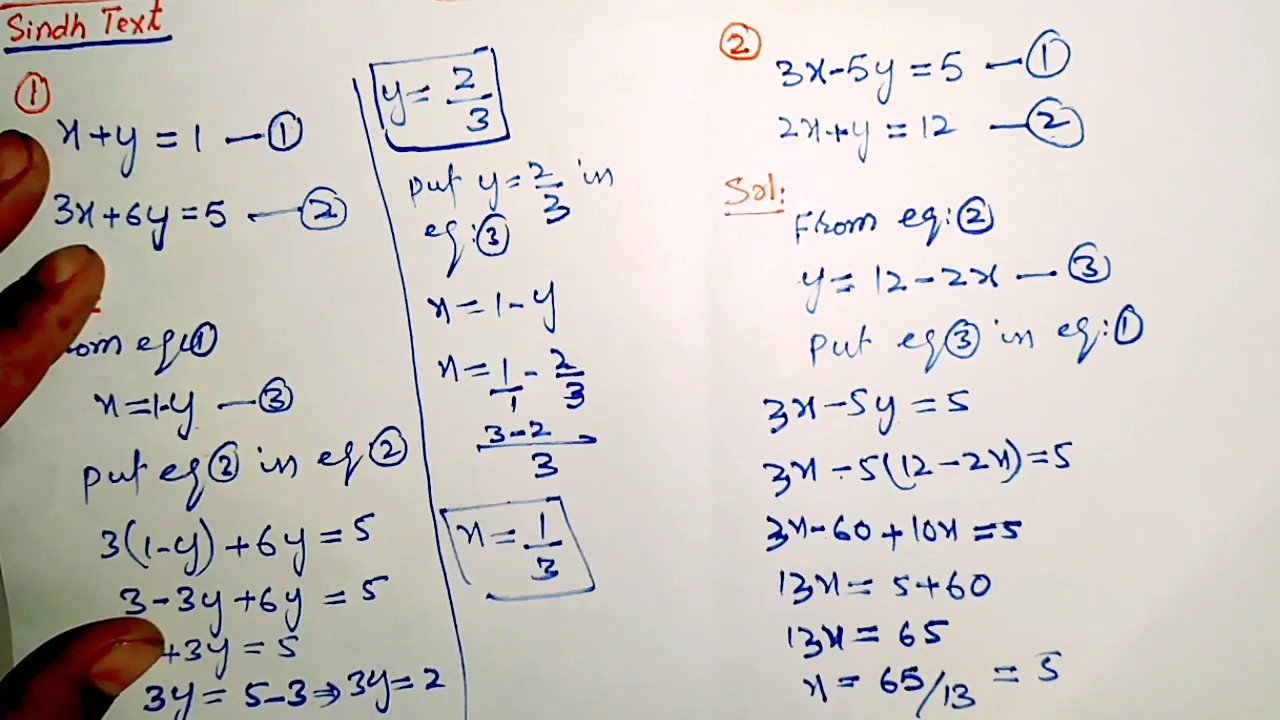 Sindh Text
①
x+y = 1 — ①
3x+6y = 5 — ②
om eq:①
x=1-y — ③
put eq③ in eq②
3(1-y)+6y = 5
3-3y+6y = 5
+3y = 5
3y = 5-3 ⇒ 3y = 2
y = 2/3
put y = 2/3 in
eq:③
x = 1-y
x = 1/1 - 2/3
3-2/3
x = 1/3
②
3x-5y = 5 — ①
2x+y = 12 — ②
Sol:
From eq:②
y = 12-2x — ③
put eq③ in eq:①
3x-5y = 5
3x-5(12-2x)=5
3x-60+10x = 5
13x = 5+60
13x = 65
x = 65/13 = 5